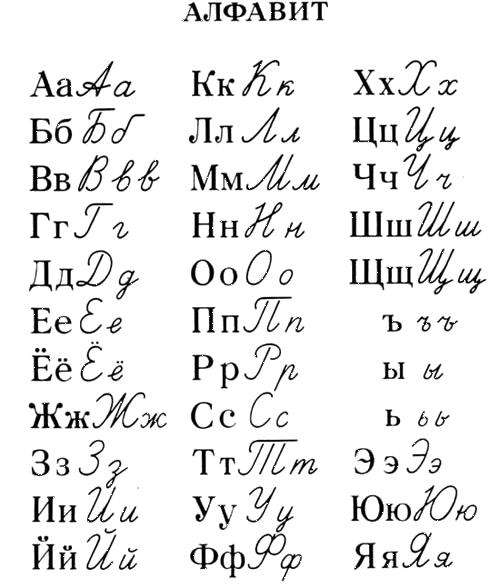 АЛФАВИТ
Аа Аа Кк Кк Хх Хх
Бб Бб Лл Лл Цц Цц
Вв Ввв Мм Мм Чч Чч
Гг Гг Нн Нн Шш Шш
Дд Дд Оо Оо Щщ Щщ
Ее Ее Пп Пп ъ ъъ
Ёё Ёё Рр Рр ы ы
Жж Жж Сс Сс ь ьь
Зз Зз Тт Тт Ээ Ээ
Ии Ии Уу Уу Юю Юю
Йй Йй Фф Фф Яя Яя